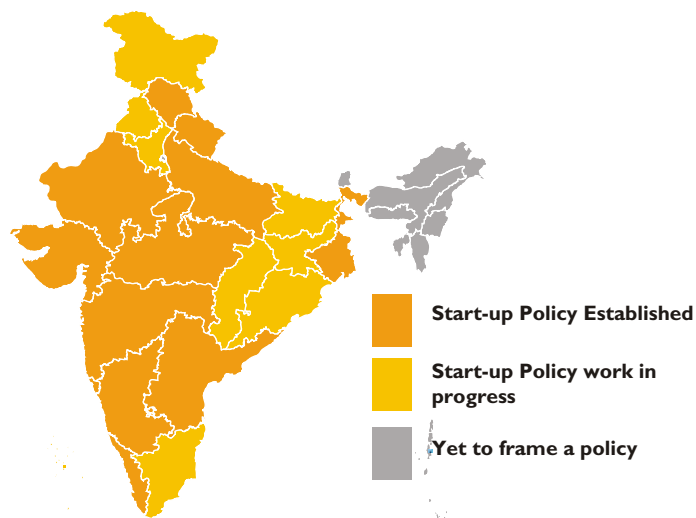 Start-up Policy Established
Start-up Policy work in
progress
Yet to frame a policy